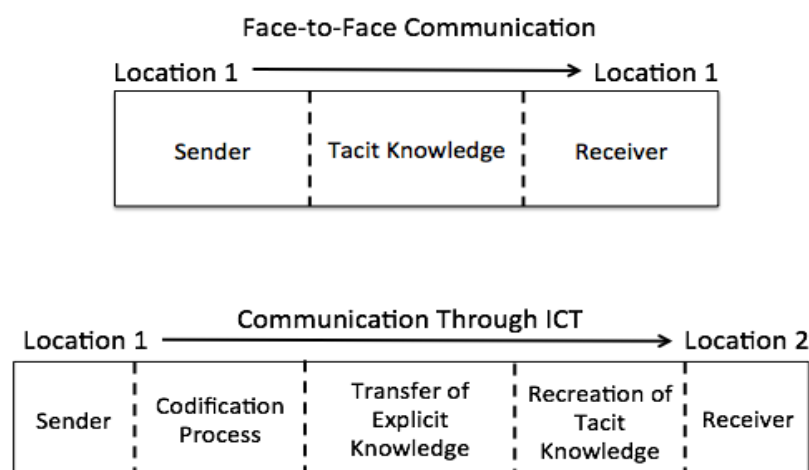 Face-to-Face Communication
Location 1 Location 1
Sender Tacit Knowledge Receiver
Communication Through ICT
Location 1 Location 2
Sender
Codification
Process
Transfer of
Explicit
Knowledge
Recreation of
Tacit
Knowledge
Receiver